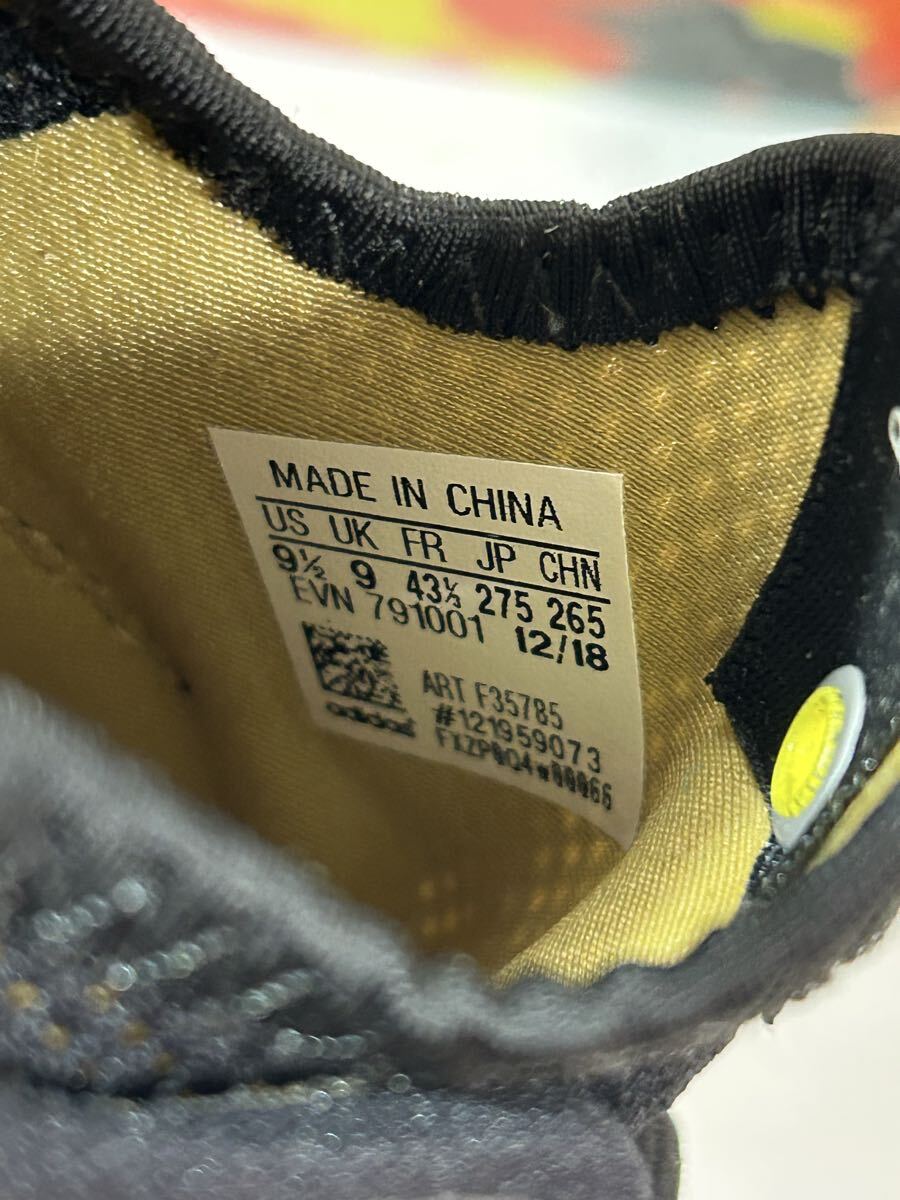 MADE IN CHINA
US UK FR JP CHN
9½ 9 43⅓ 275 265
EVN 791001 12/18
ART F35785
#121959073
FXZP0Q4w00066
adidas